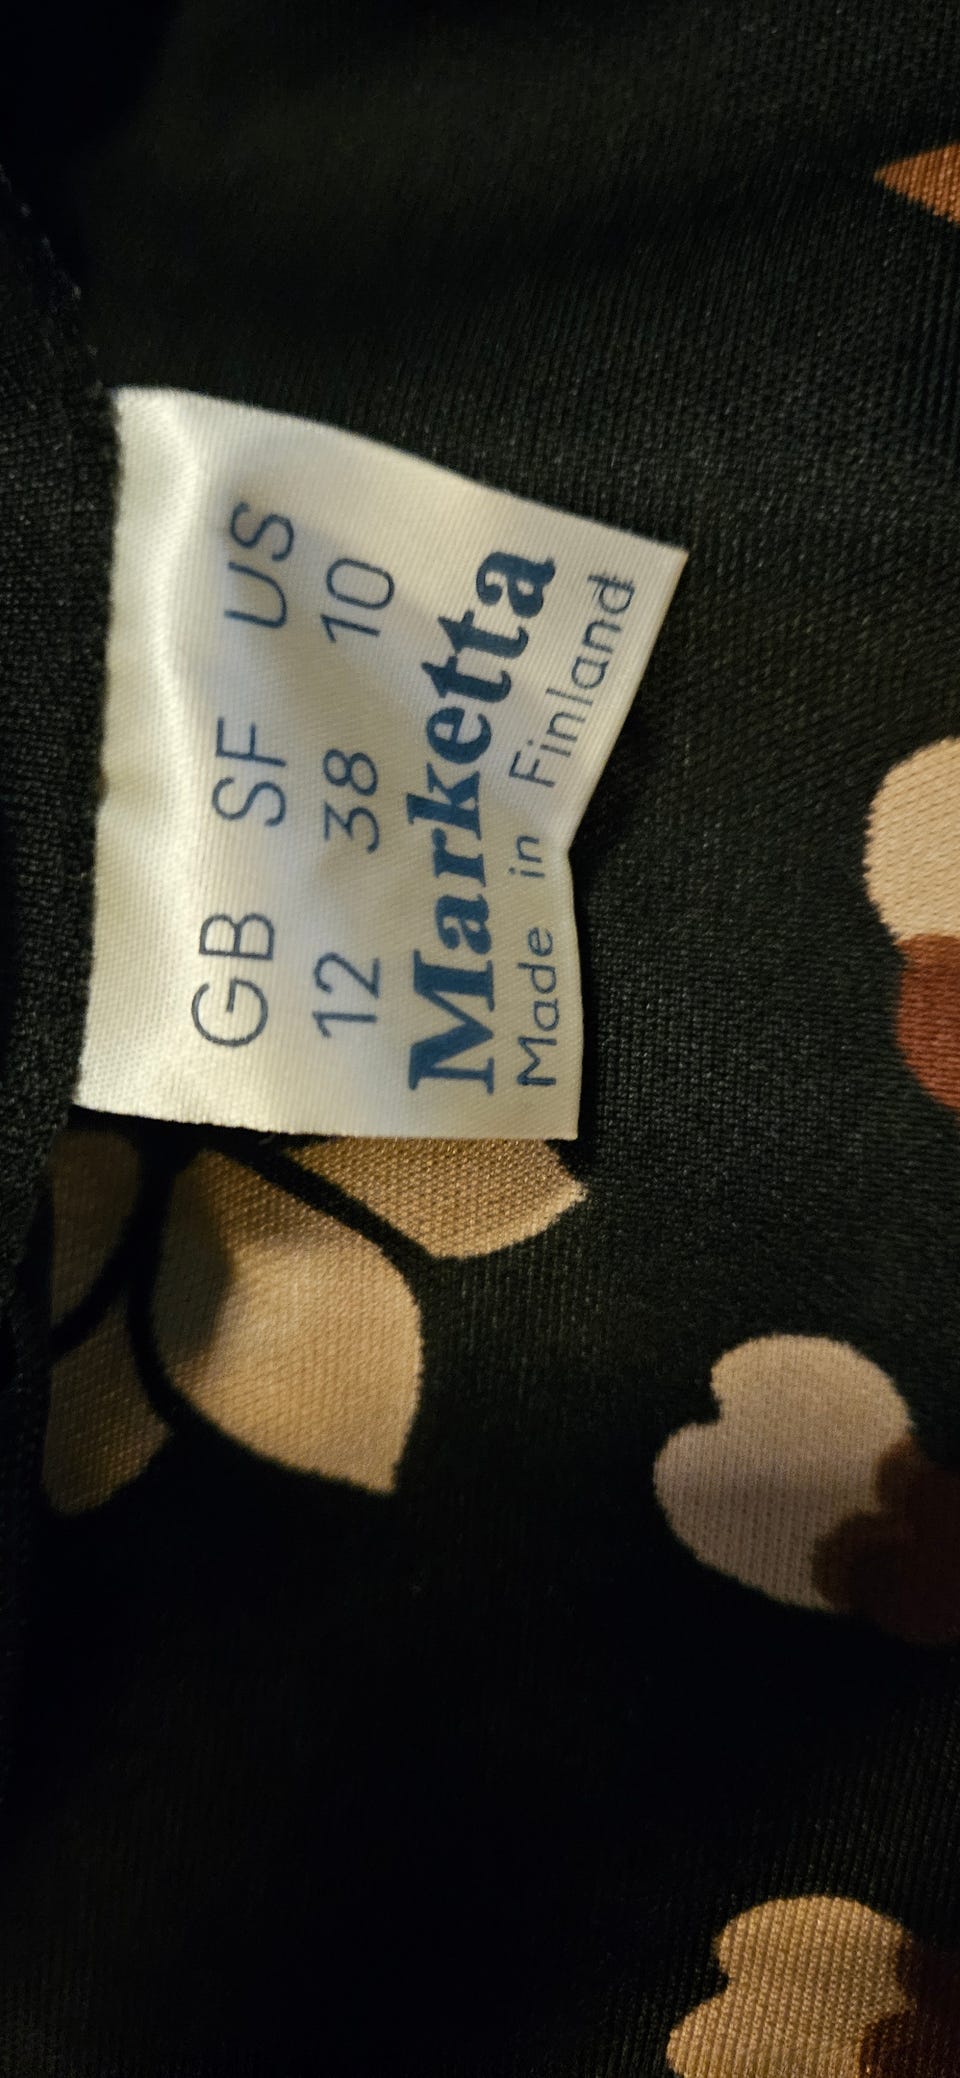 GB SF US
12 38 10
Marketta
Made in Finland